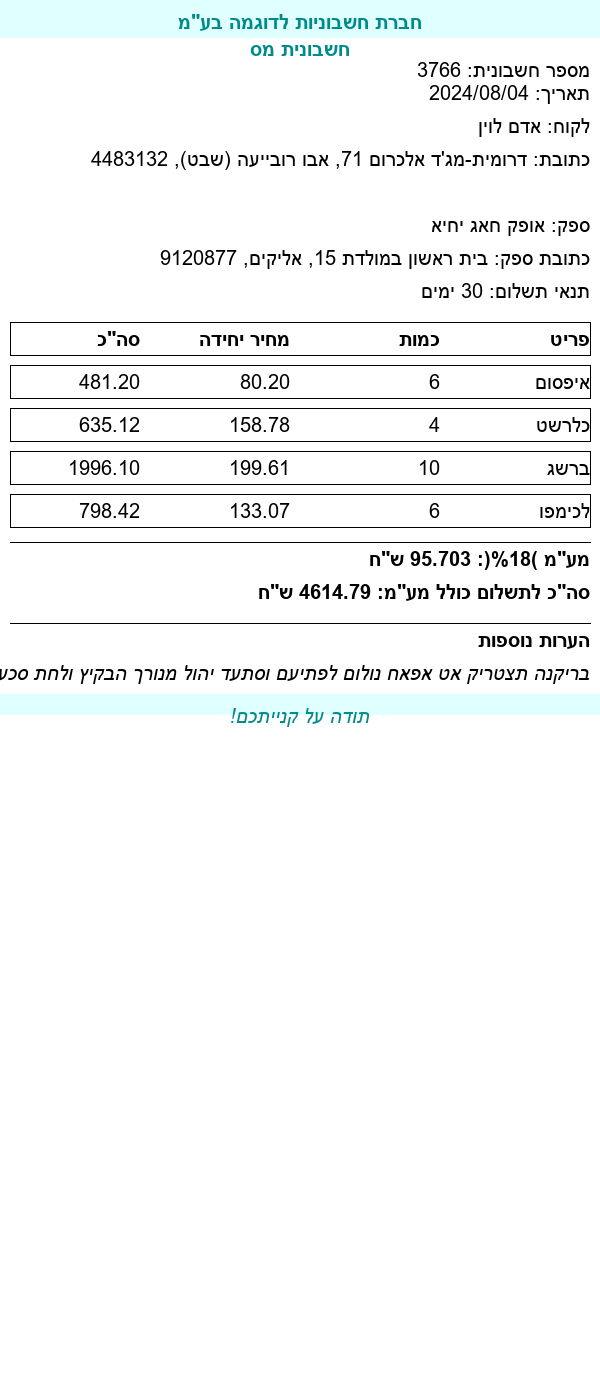 חברת חשבוניות לדוגמה בע"מ
חשבונית מס
מספר חשבונית: 3766
תאריך: 2024/08/04
לקוח: אדם לוין
כתובת: דרומית-מג'ד אלכרום 71, אבו רובייעה (שבט), 4483132
ספק: אופק חאג יחיא
כתובת ספק: בית ראשון במולדת 15, אליקים, 9120877
תנאי תשלום: 30 ימים
פריט כמות מחיר יחידה סה"כ
איפסום 6 80.20 481.20
כלרשט 4 158.78 635.12
ברשג 10 199.61 1996.10
לכימפו 6 133.07 798.42
מע"מ )18%(: 95.703 ש"ח
סה"כ לתשלום כולל מע"מ: 4614.79 ש"ח
הערות נוספות
בריקנה תצטריק אט אפאח נולום לפתיעם וסתעד יהול מנורך הבקיץ ולחת
תודה על קנייתכם!